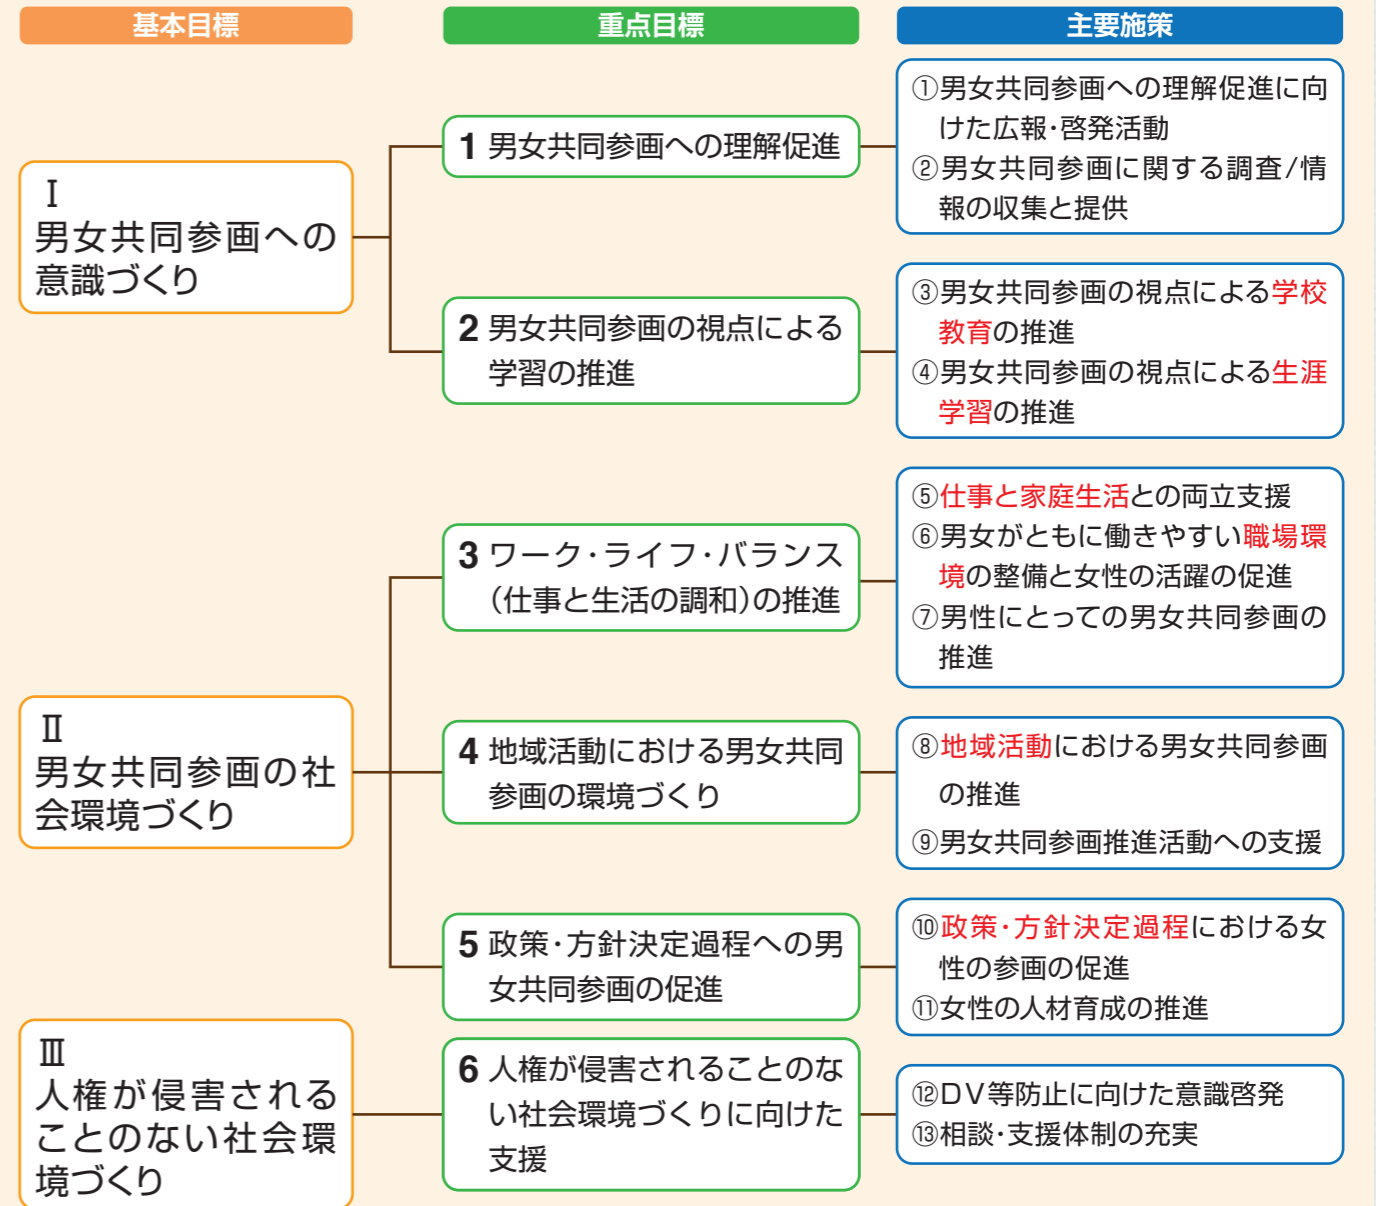 基本目標
重点目標
主要施策
Ⅰ
男女共同参画への
意識づくり
1 男女共同参画への理解促進
①男女共同参画への理解促進に向
けた広報・啓発活動
②男女共同参画に関する調査/情
報の収集と提供
2 男女共同参画の視点による
学習の推進
③男女共同参画の視点による学校
教育の推進
④男女共同参画の視点による生涯
学習の推進
Ⅱ
男女共同参画の社
会環境づくり
3 ワーク・ライフ・バランス
(仕事と生活の調和)の推進
⑤仕事と家庭生活との両立支援
⑥男女がともに働きやすい職場環
境の整備と女性の活躍の促進
⑦男性にとっての男女共同参画の
推進
4 地域活動における男女共同
参画の環境づくり
⑧地域活動における男女共同参画
の推進
⑨男女共同参画推進活動への支援
5 政策・方針決定過程への男
女共同参画の促進
⑩政策・方針決定過程における女
性の参画の促進
⑪女性の人材育成の推進
Ⅲ
人権が侵害される
ことのない社会環
境づくり
6 人権が侵害されることのな
い社会環境づくりに向けた
支援
⑫DV等防止に向けた意識啓発
⑬相談・支援体制の充実